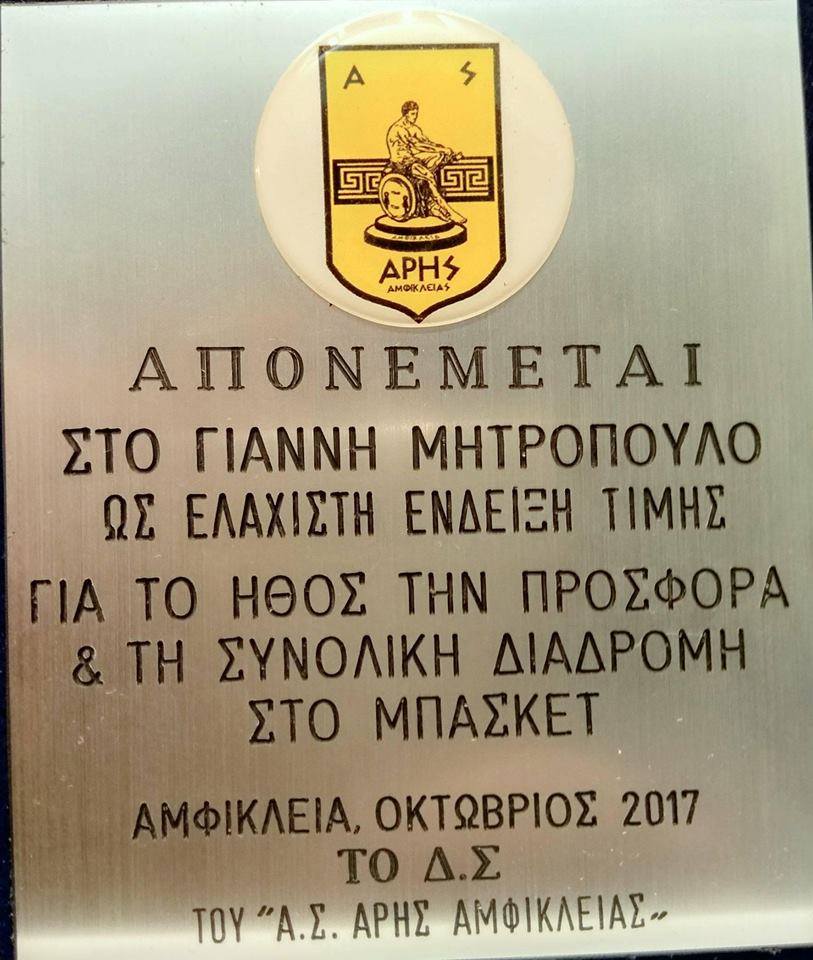 Α Σ
ΑΜΦΙΚΛΕΙΑ
ΑΡΗΣ
ΑΜΦΙΚΛΕΙΑΣ
ΑΠΟΝΕΜΕΤΑΙ
ΣΤΟ ΓΙΑΝΝΗ ΜΗΤΡΟΠΟΥΛΟ
ΩΣ ΕΛΑΧΙΣΤΗ ΕΝΔΕΙΞΗ ΤΙΜΗΣ
ΓΙΑ ΤΟ ΗΘΟΣ ΤΗΝ ΠΡΟΣΦΟΡΑ
& ΤΗ ΣΥΝΟΛΙΚΗ ΔΙΑΔΡΟΜΗ
ΣΤΟ ΜΠΑΣΚΕΤ
ΑΜΦΙΚΛΕΙΑ, ΟΚΤΩΒΡΙΟΣ 2017
ΤΟ Δ.Σ
ΤΟΥ "Α.Σ. ΑΡΗΣ ΑΜΦΙΚΛΕΙΑΣ"